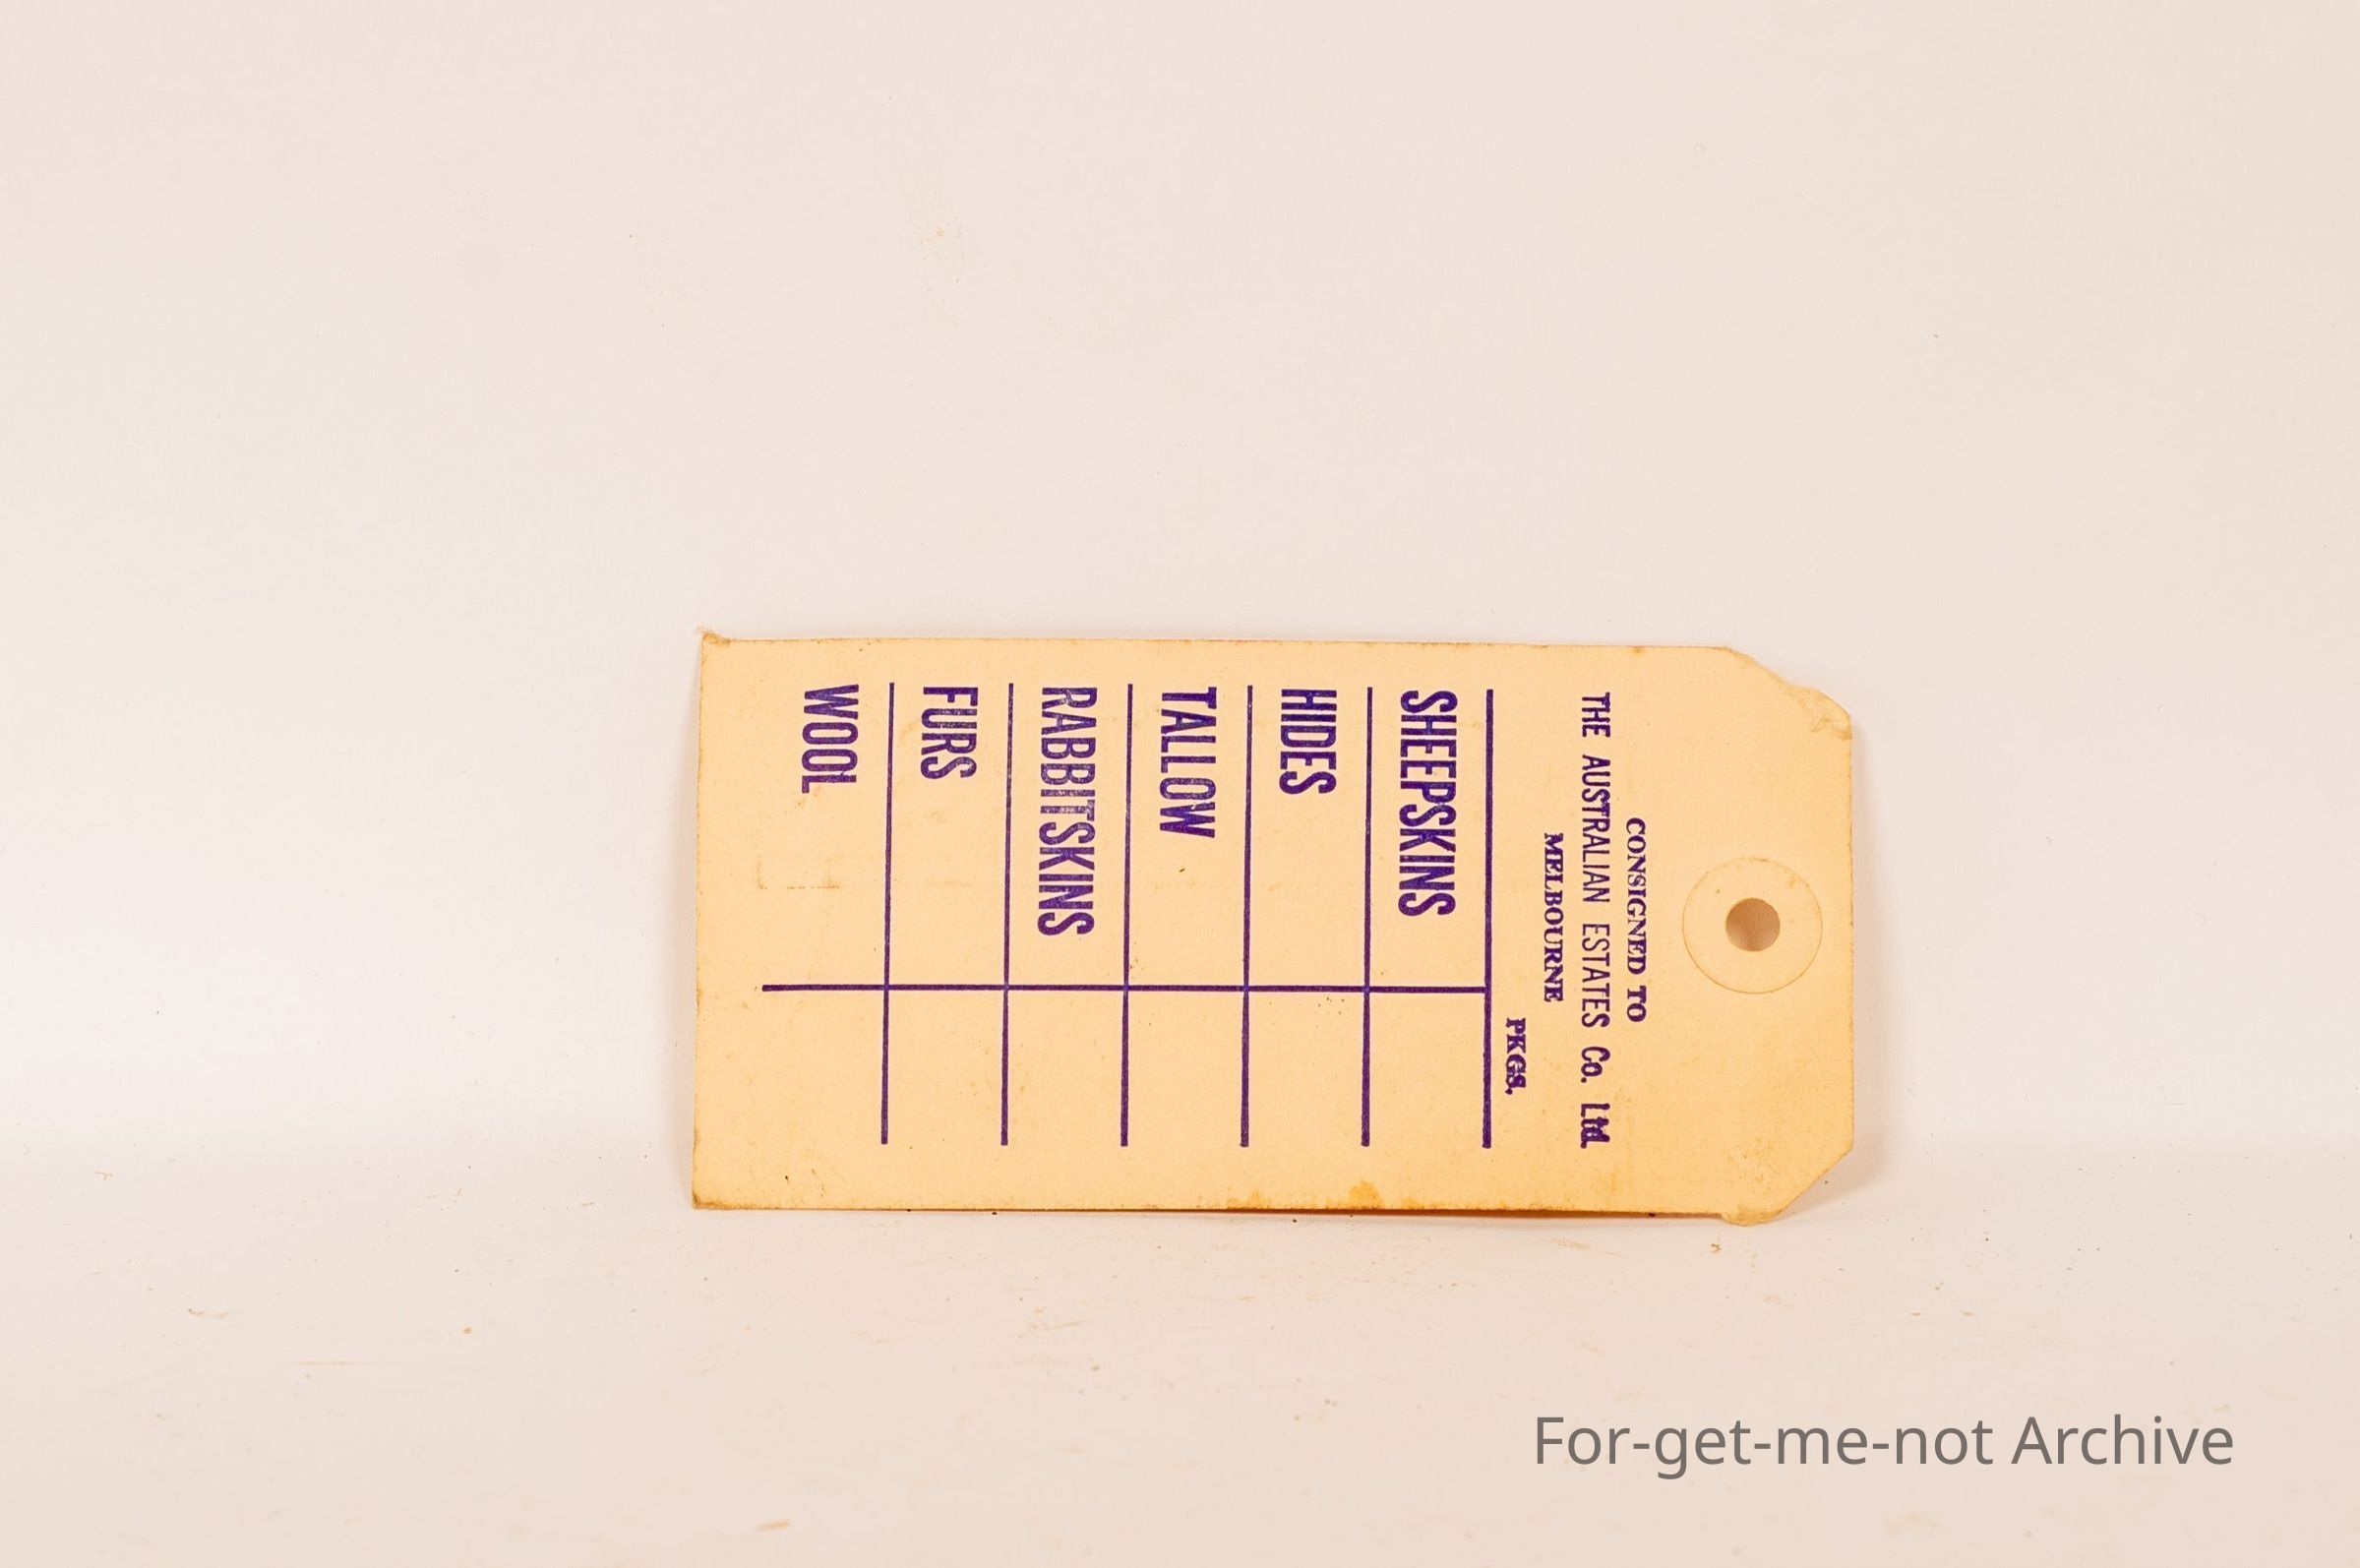 CONSIGNED TO
THE AUSTRALIAN ESTATES Co. Ltd.
MELBOURNE
PKGS.
SHEEPSKINS
HIDES
TALLOW
RABBITSKINS
FURS
WOOL
For-get-me-not Archive